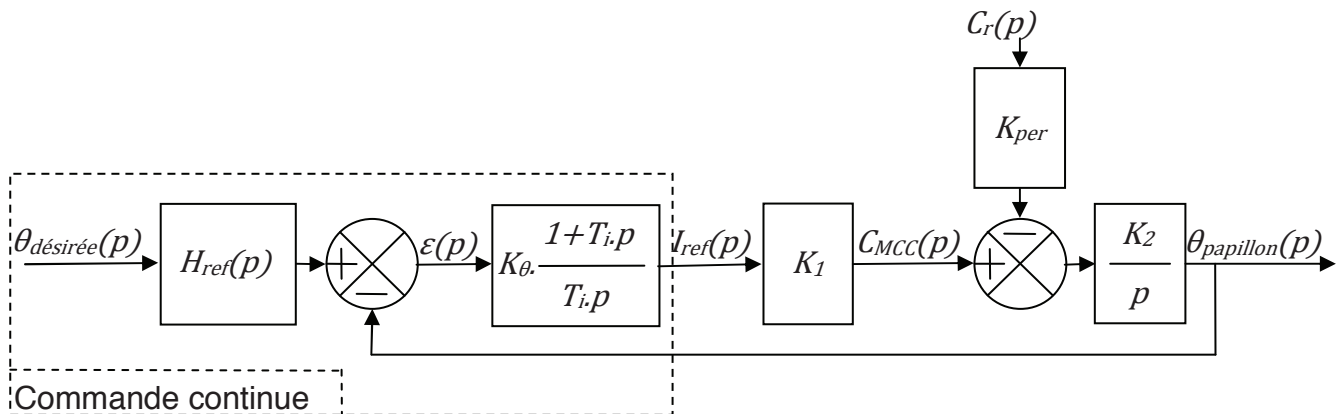 Cr(p)
Kper
θdésirée(p)
Href(p)
+
−
ε(p)
Kθ. 1+Ti.p / Ti.p
Iref(p)
K1
CMCC(p)
+
−
K2 / p
θpapillon(p)
Commande continue